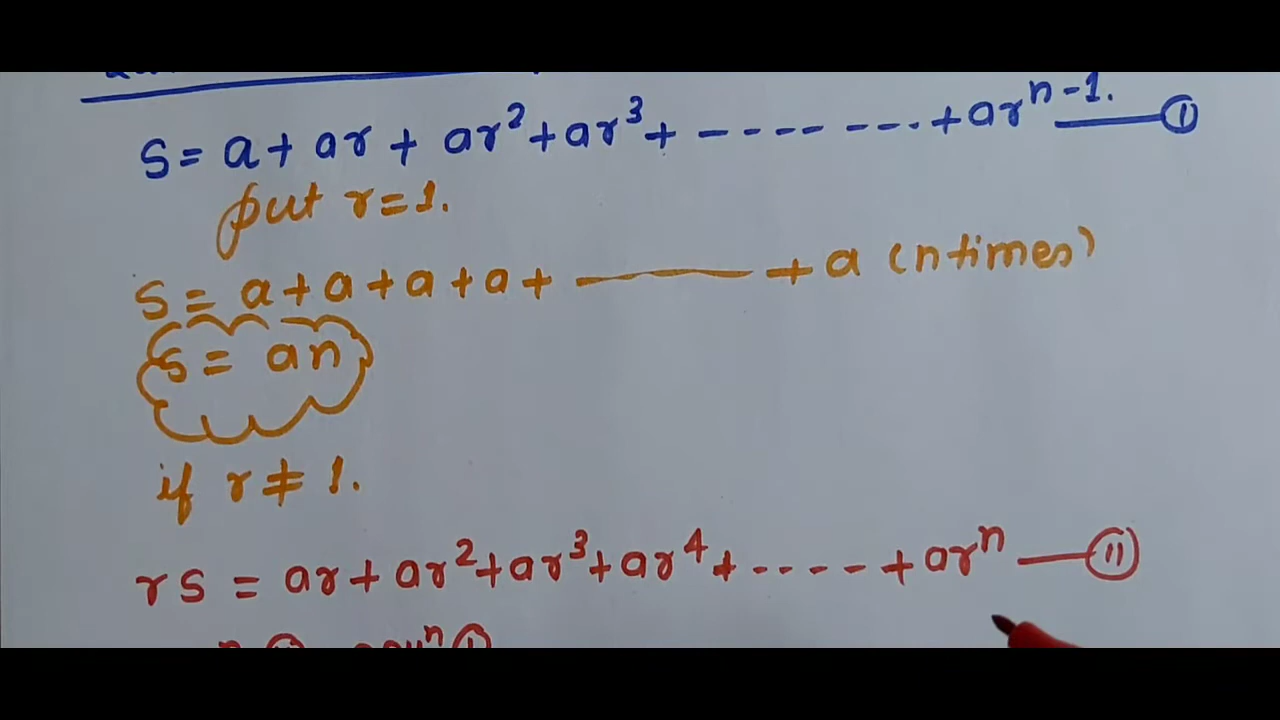 S = a + ar + ar² + ar³ + - - - - - - - . + arⁿ⁻¹. —— ①
put r = 1.
S = a + a + a + a + —— + a (n times)
S = an
if r ≠ 1.
rS = ar + ar² + ar³ + ar⁴ + - - - - - + arⁿ —— ⑪